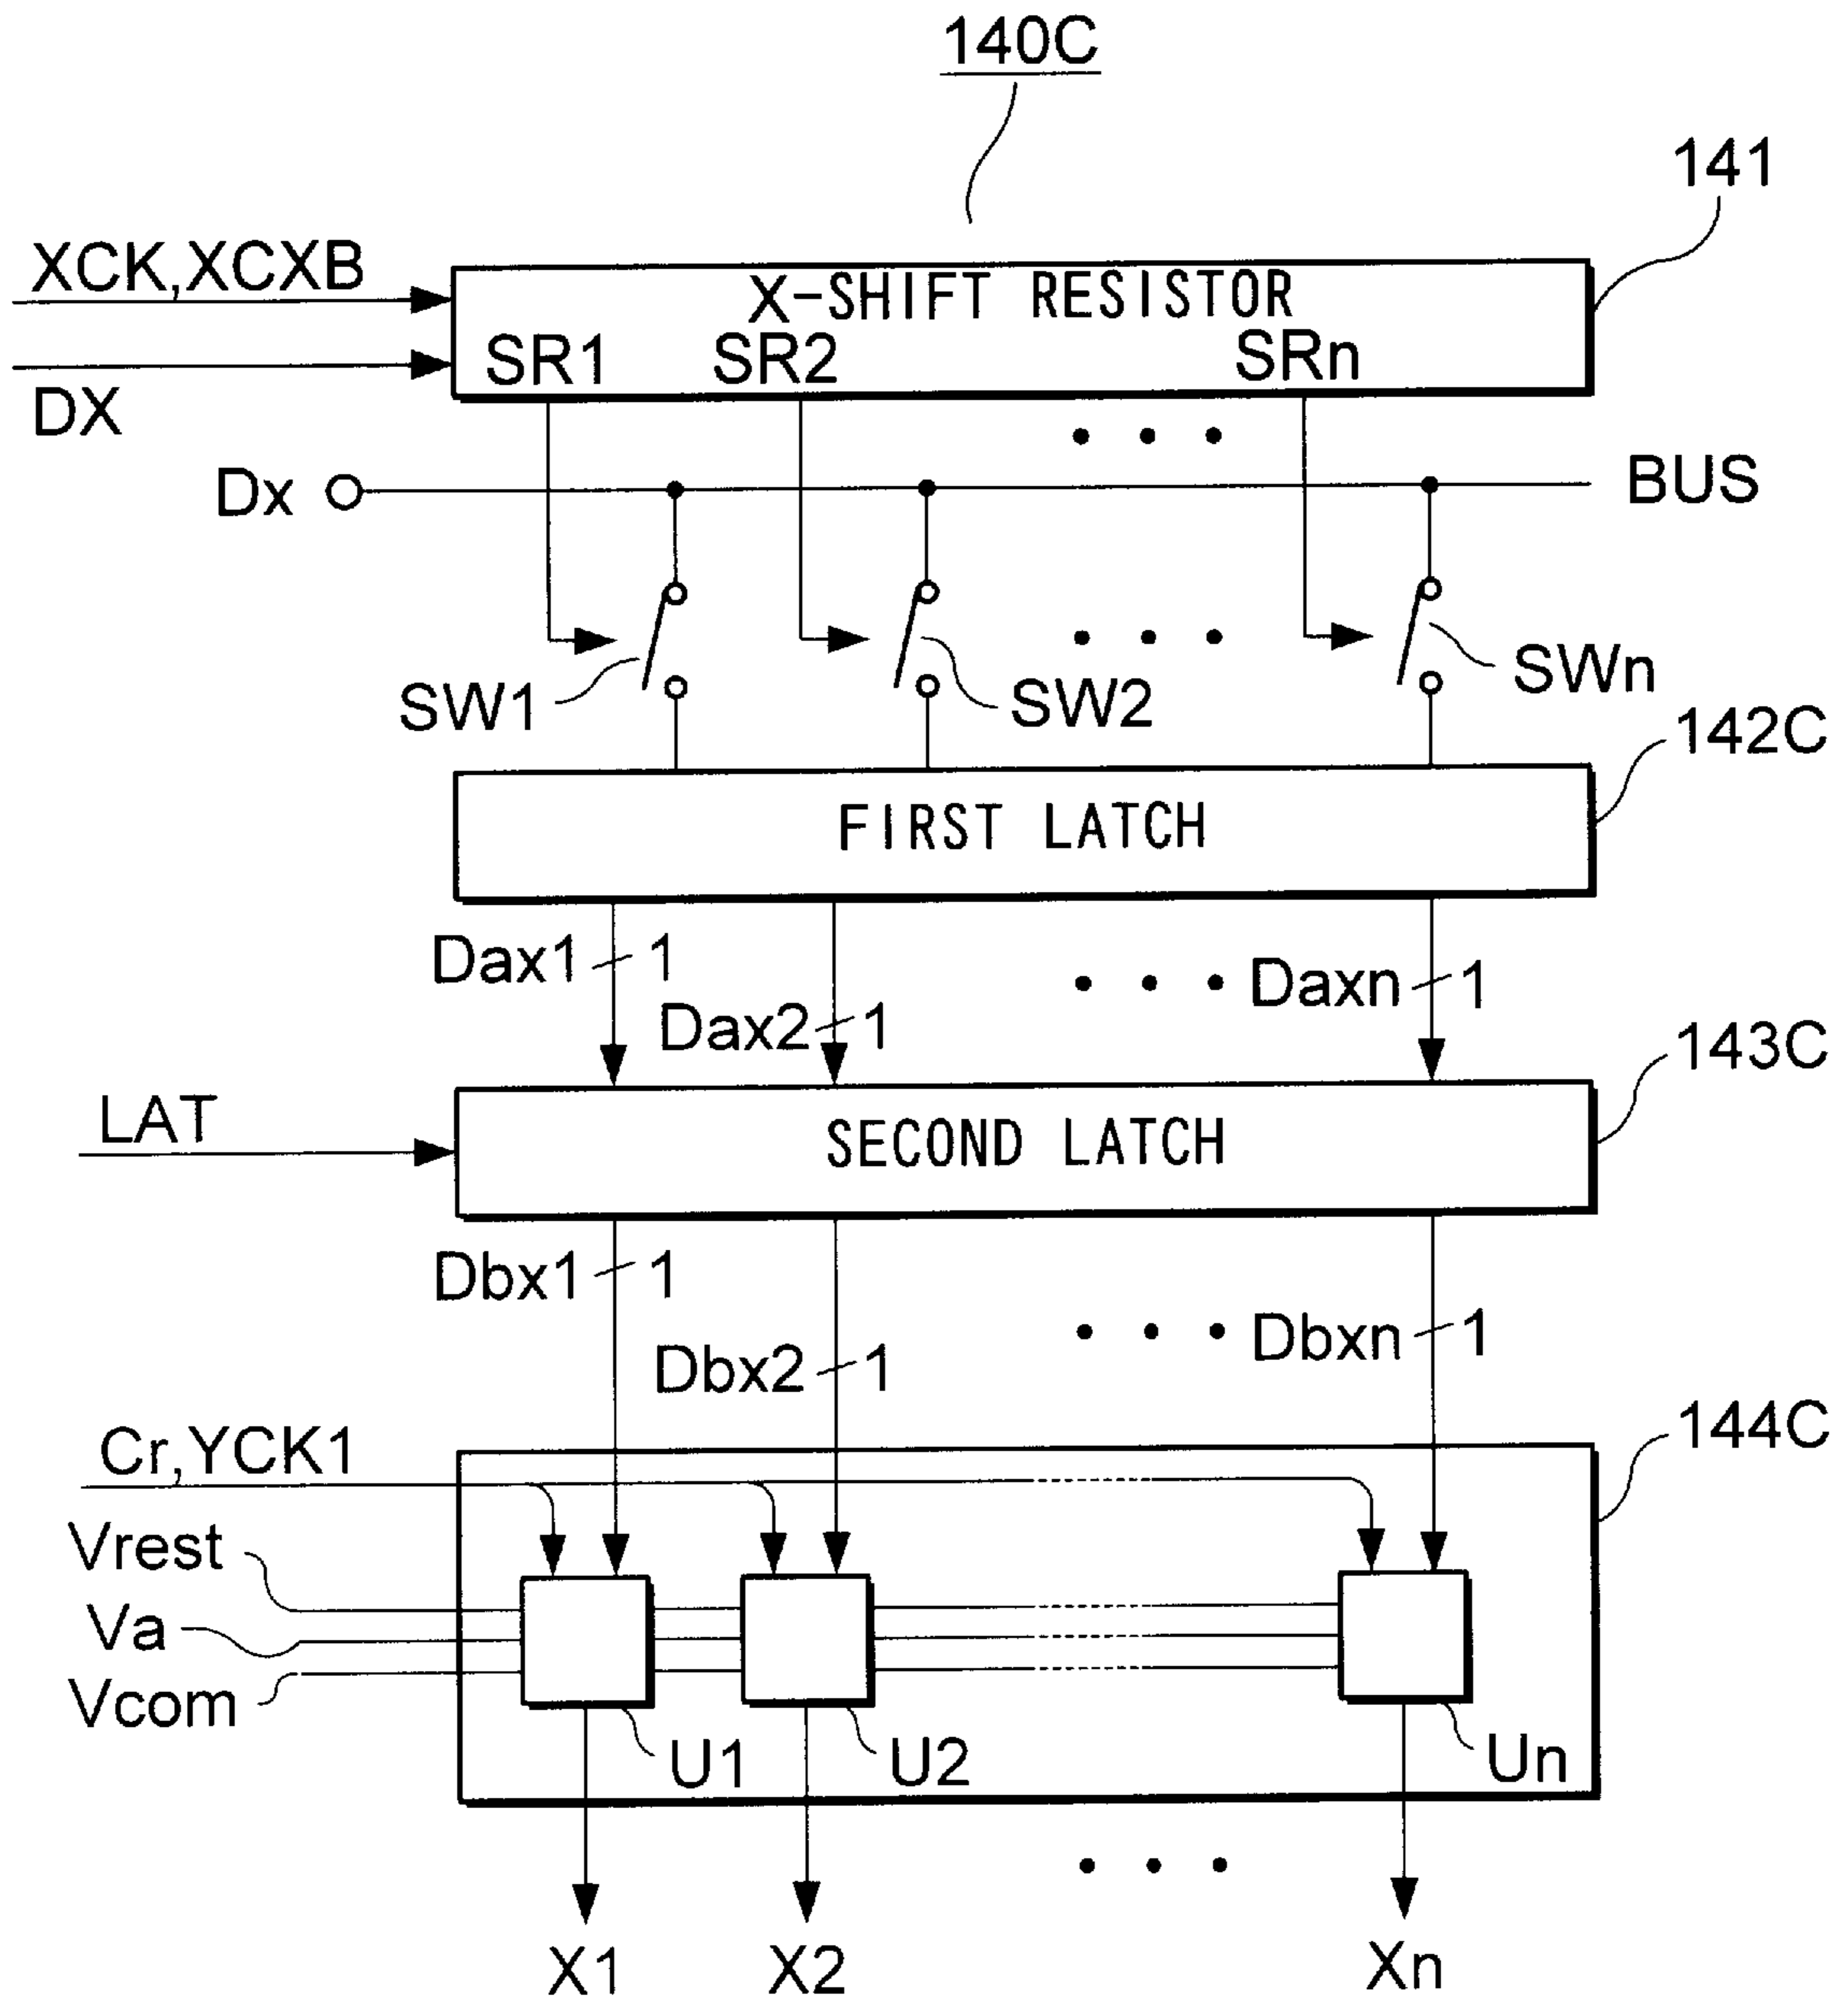 140C
141
XCK,XCXB
X-SHIFT RESISTOR
SR1 SR2 SRn
DX
Dx BUS
SW1 SW2 SWn
142C
FIRST LATCH
Dax1 1 Dax2 1 Daxn 1
143C
LAT
SECOND LATCH
Dbx1 1 Dbx2 1 Dbxn 1
144C
Cr,YCK1
Vrest
Va
Vcom
U1 U2 Un
X1 X2 Xn